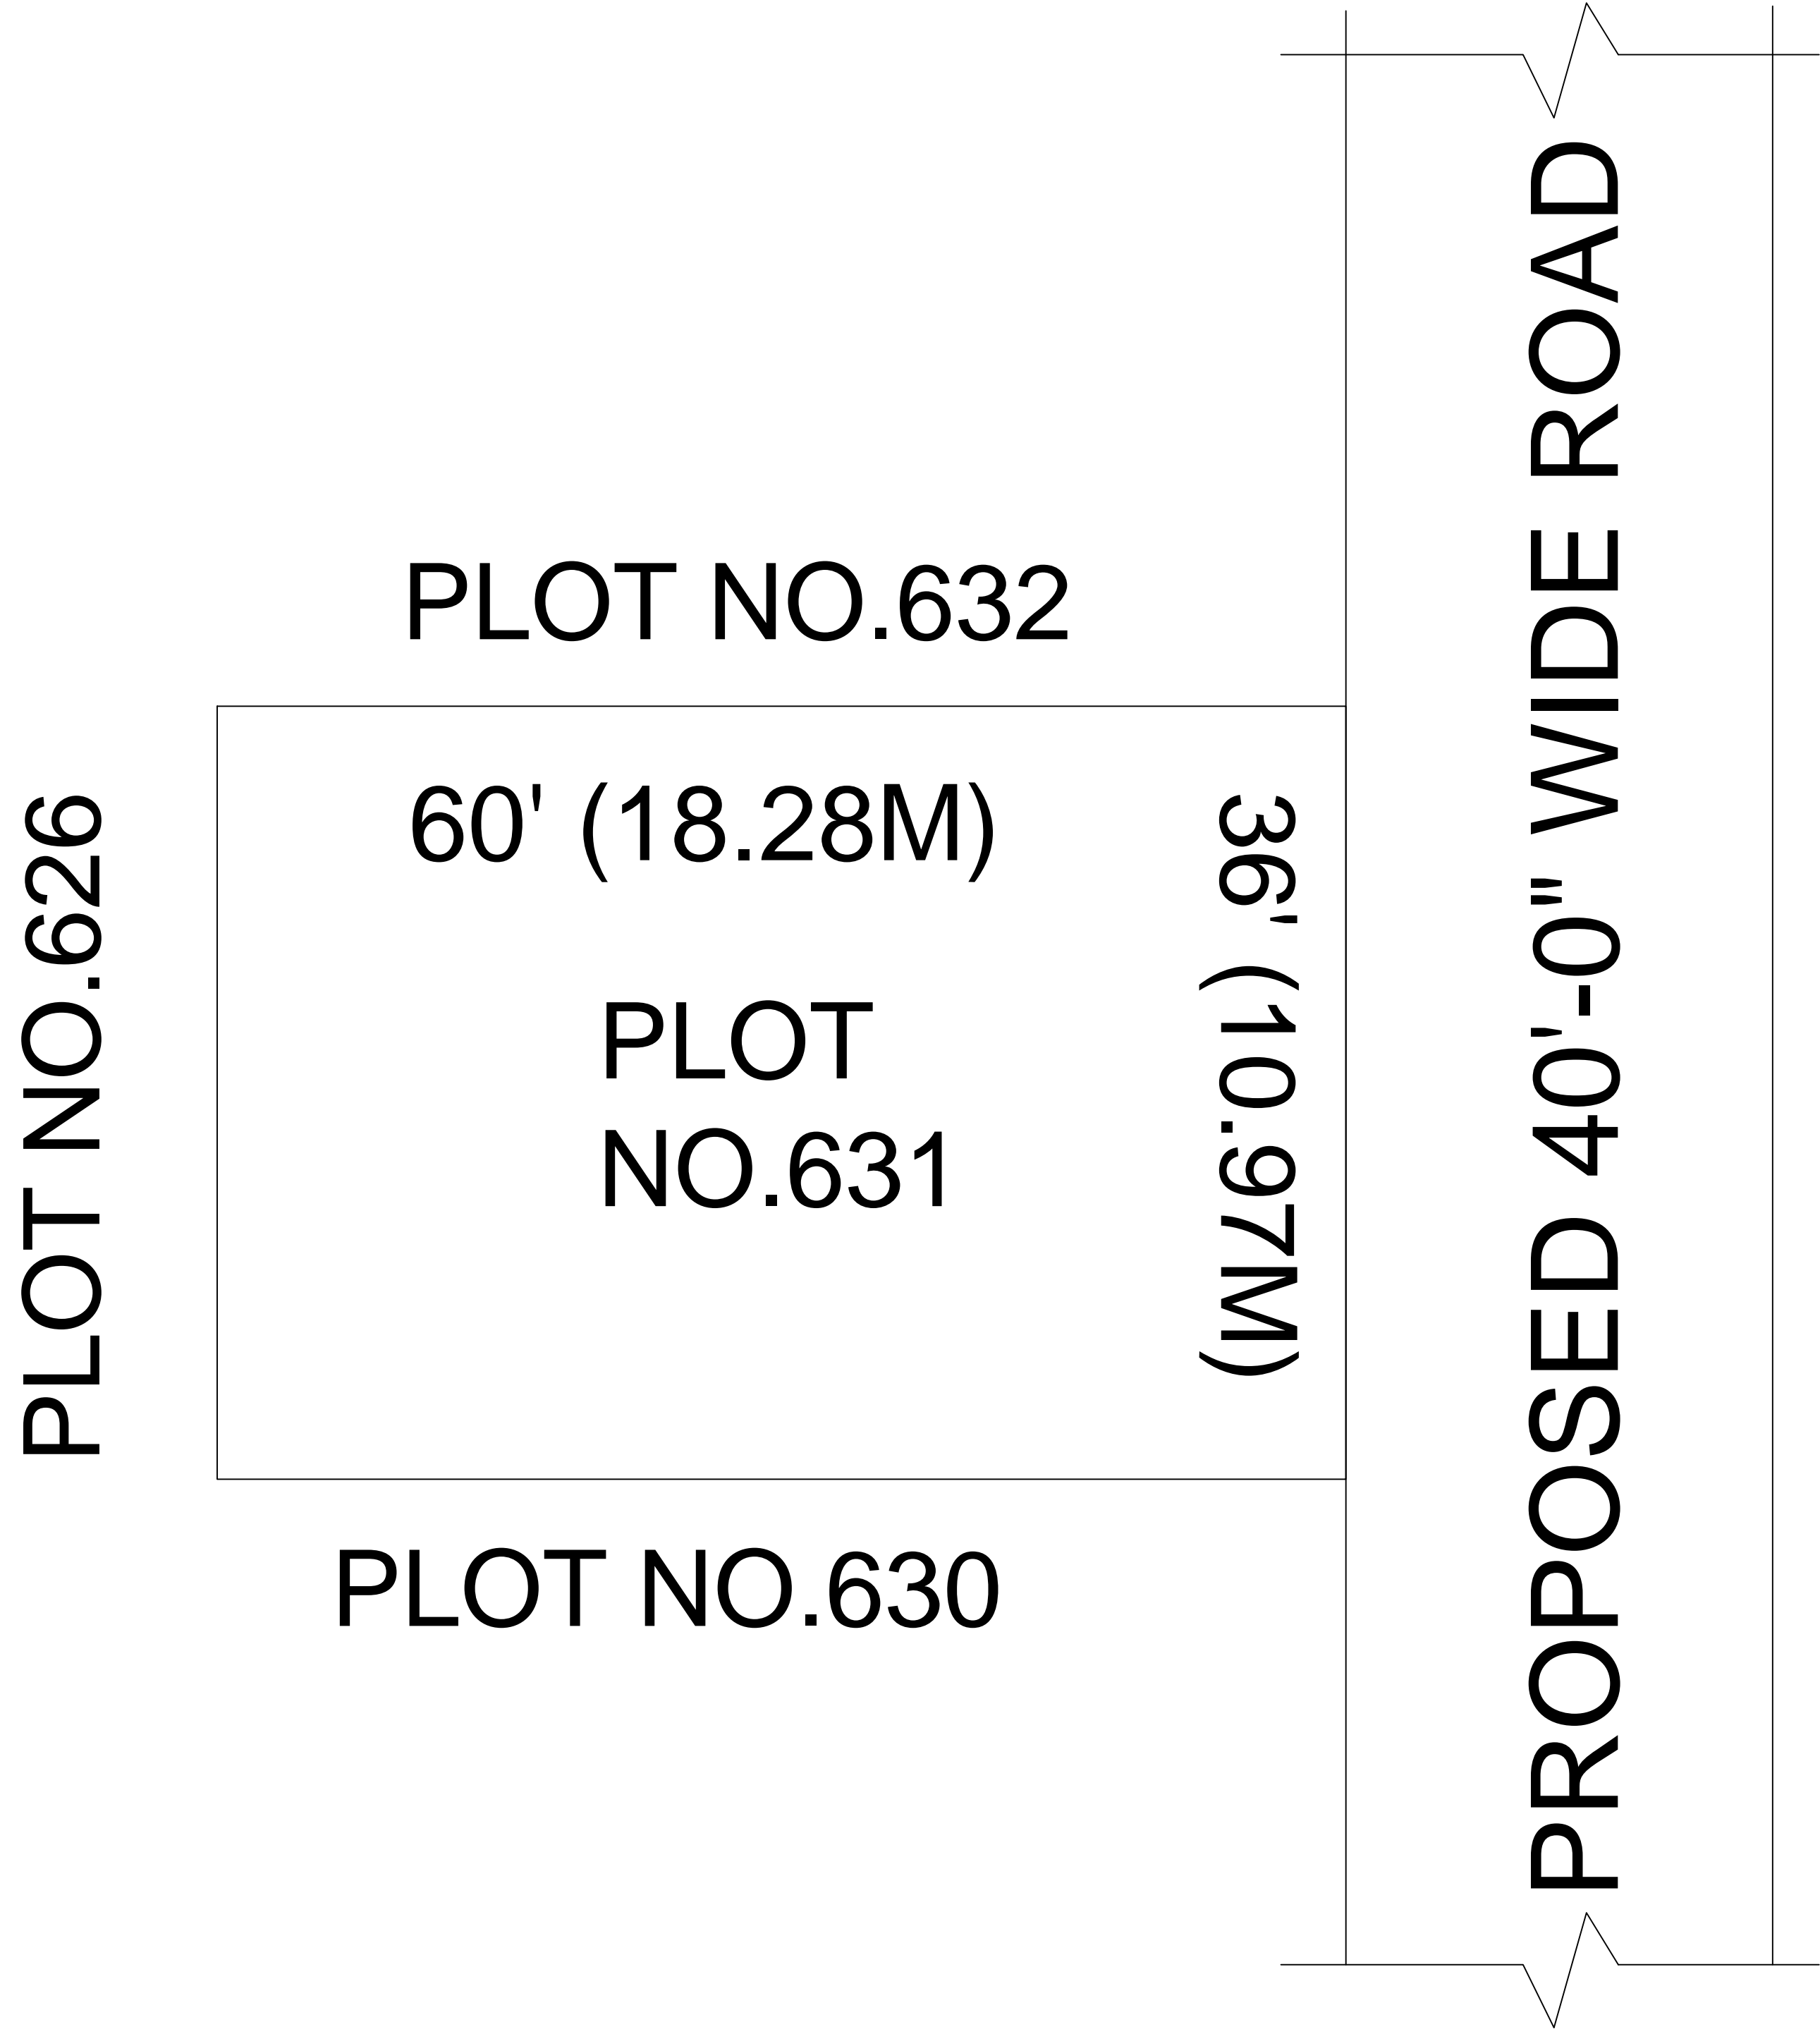 PLOT NO.632
60' (18.28M)
36' (10.97M)
PLOT
NO.631
PLOT NO.626
PLOT NO.630
PROPOSED 40'-0" WIDE ROAD